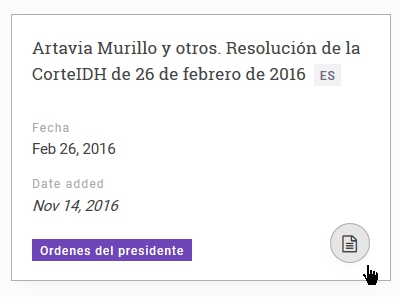 Artavia Murillo y otros. Resolución de la
CorteIDH de 26 de febrero de 2016 ES
Fecha
Feb 26, 2016
Date added
Nov 14, 2016
Ordenes del presidente